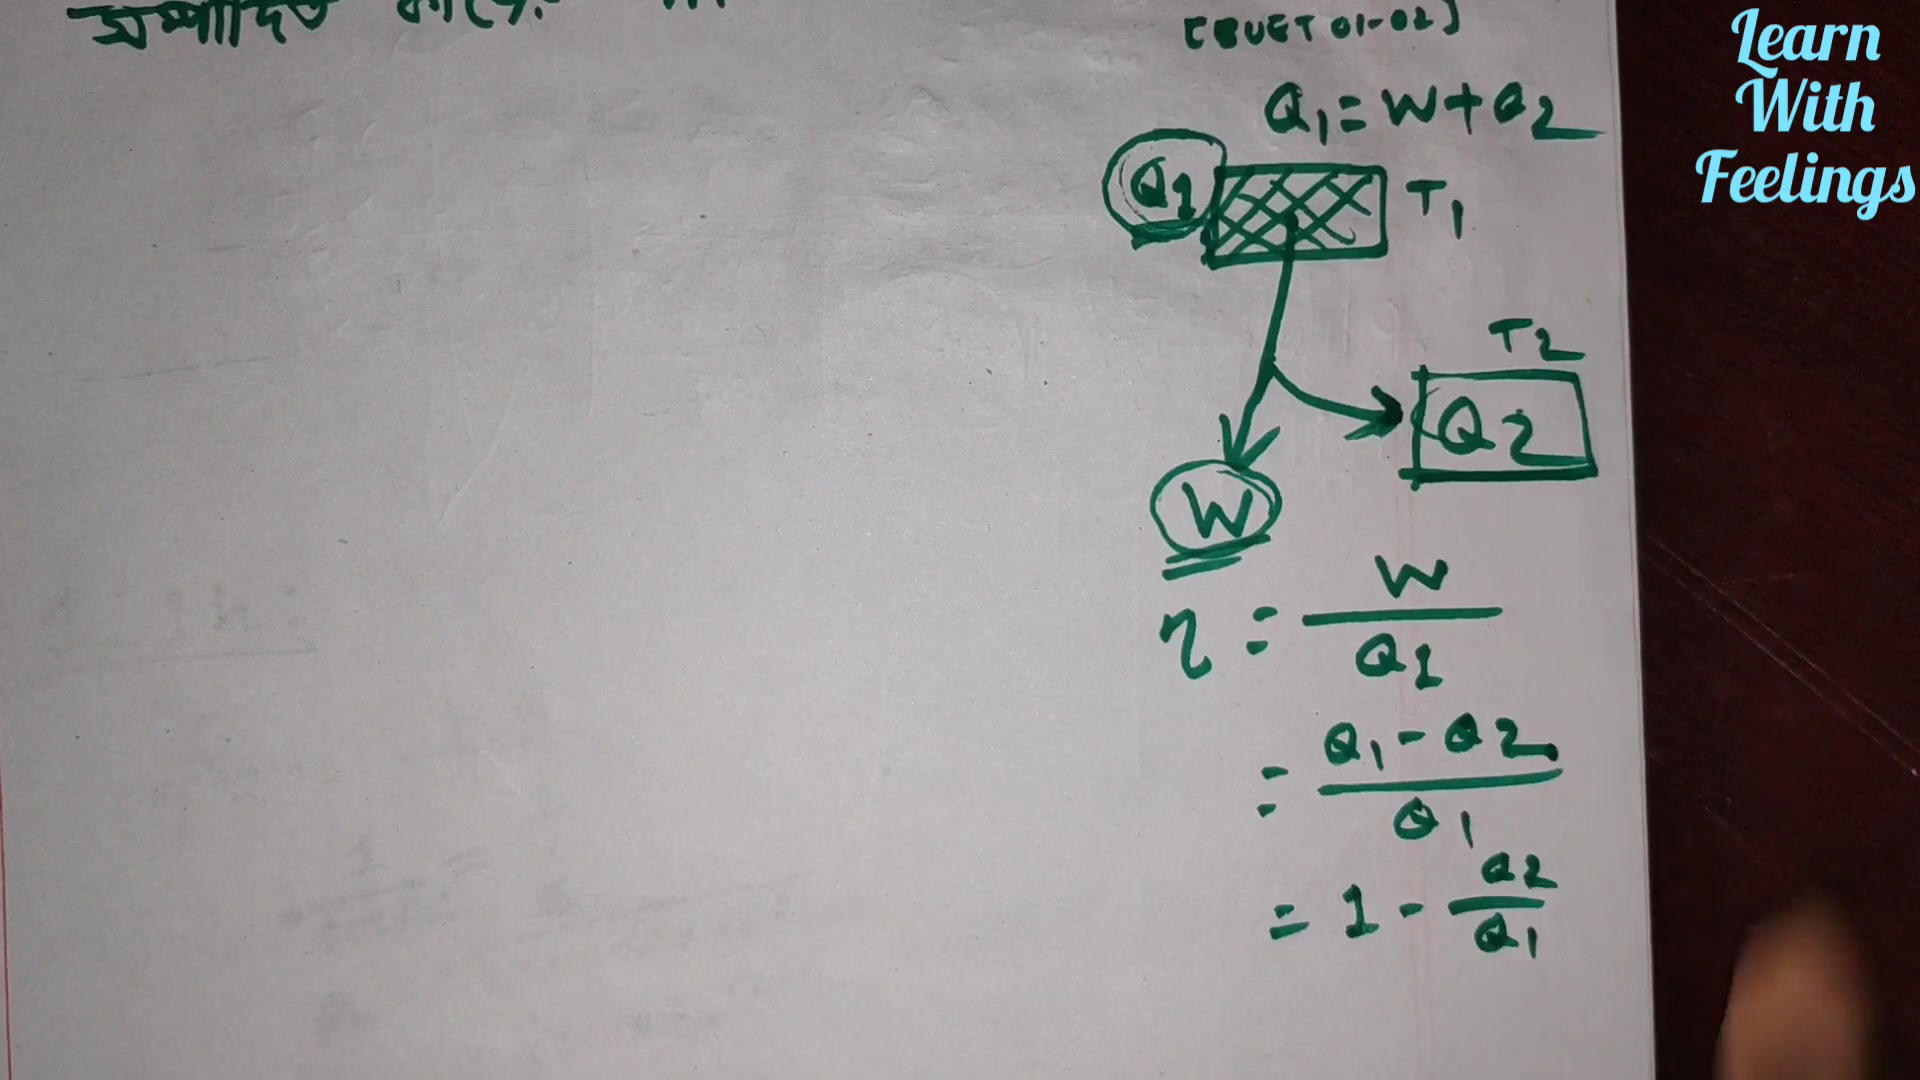 সম্পাদিত
[BUET 01-02]
Q₁ = W + Q₂
Q1
T₁
T2
Q2
W
η = W / Q1
= Q₁ - Q2 / Q₁
= 1 - Q2 / Q₁
Learn
With
Feelings